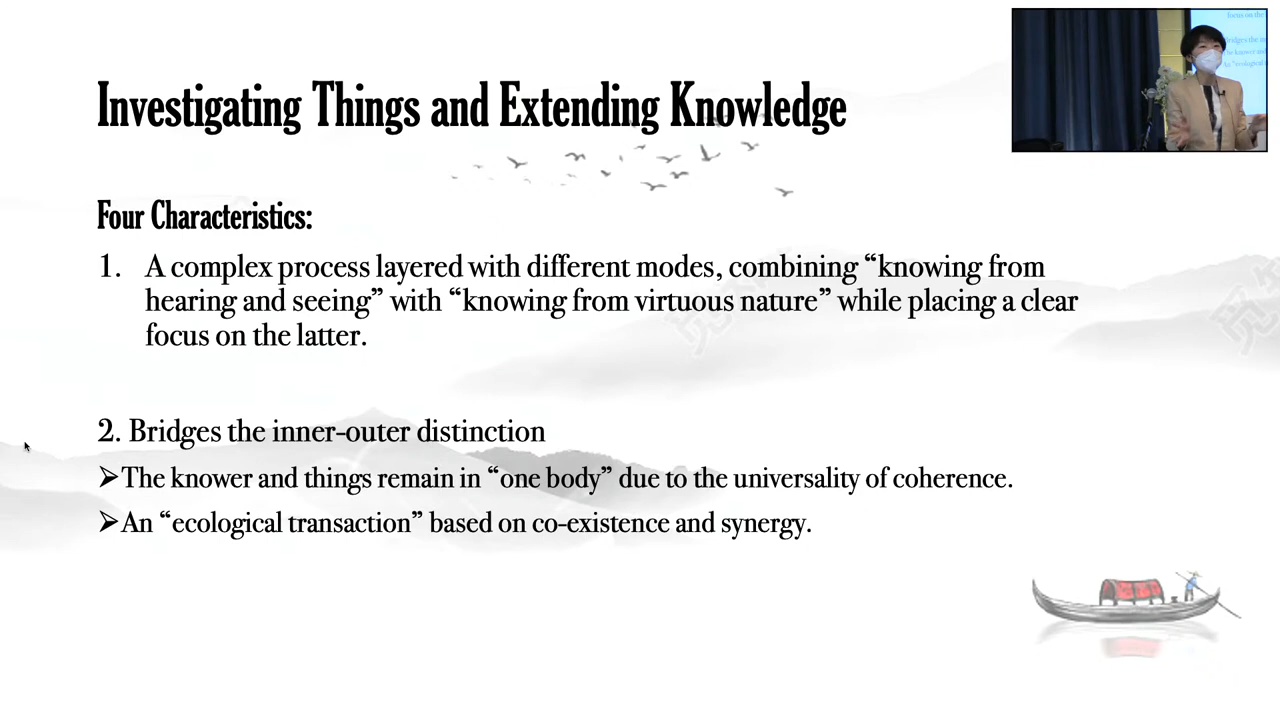 Investigating Things and Extending Knowledge
Four Characteristics:
1. A complex process layered with different modes, combining “knowing from
hearing and seeing” with “knowing from virtuous nature” while placing a clear
focus on the latter.
2. Bridges the inner-outer distinction
➢The knower and things remain in “one body” due to the universality of coherence.
➢An “ecological transaction” based on co-existence and synergy.
focus on the